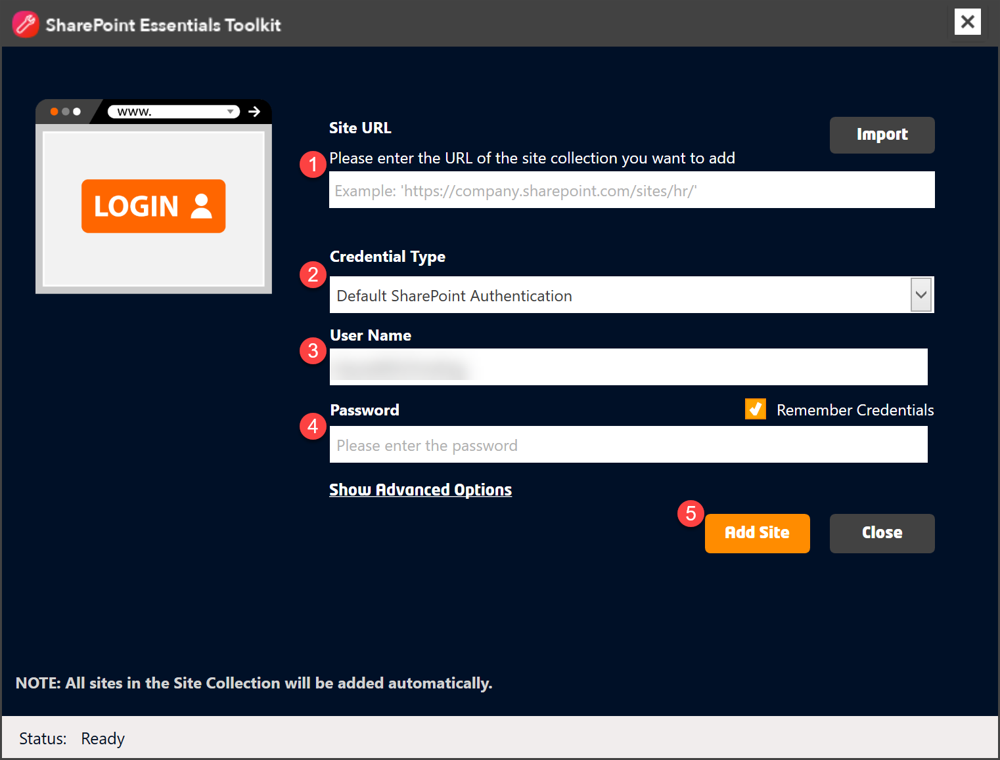 SharePoint Essentials Toolkit
www.
LOGIN
Site URL
Import
1
Please enter the URL of the site collection you want to add
Example: 'https://company.sharepoint.com/sites/hr/'
Credential Type
2
Default SharePoint Authentication
User Name
3
Password
Remember Credentials
4
Please enter the password
Show Advanced Options
5
Add Site
Close
NOTE: All sites in the Site Collection will be added automatically.
Status: Ready